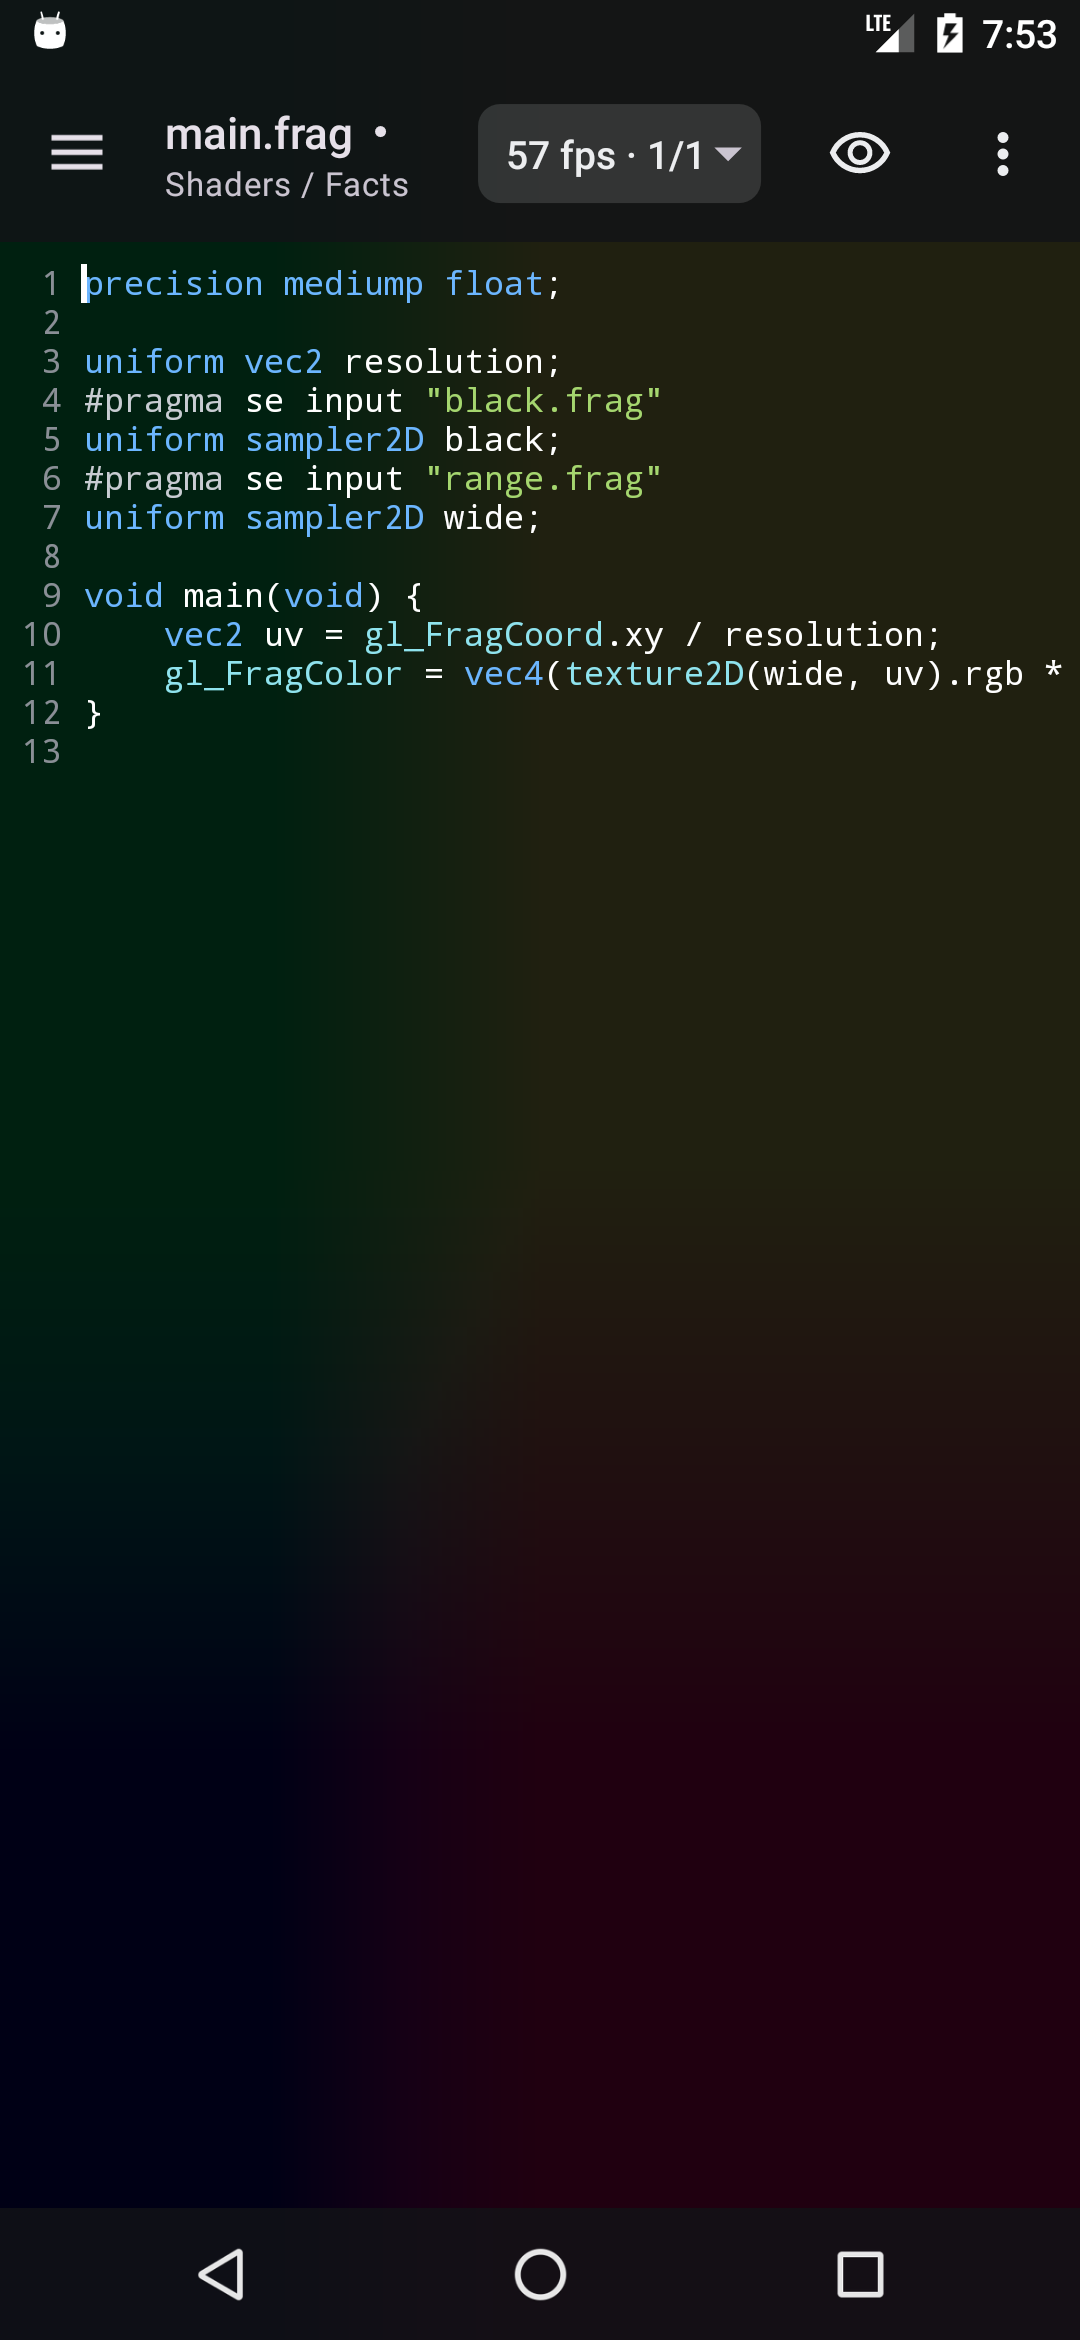 LTE 7:53
main.frag •
Shaders / Facts
57 fps · 1/1
1 precision mediump float;
2
3 uniform vec2 resolution;
4 #pragma se input "black.frag"
5 uniform sampler2D black;
6 #pragma se input "range.frag"
7 uniform sampler2D wide;
8
9 void main(void) {
10     vec2 uv = gl_FragCoord.xy / resolution;
11     gl_FragColor = vec4(texture2D(wide, uv).rgb *
12 }
13